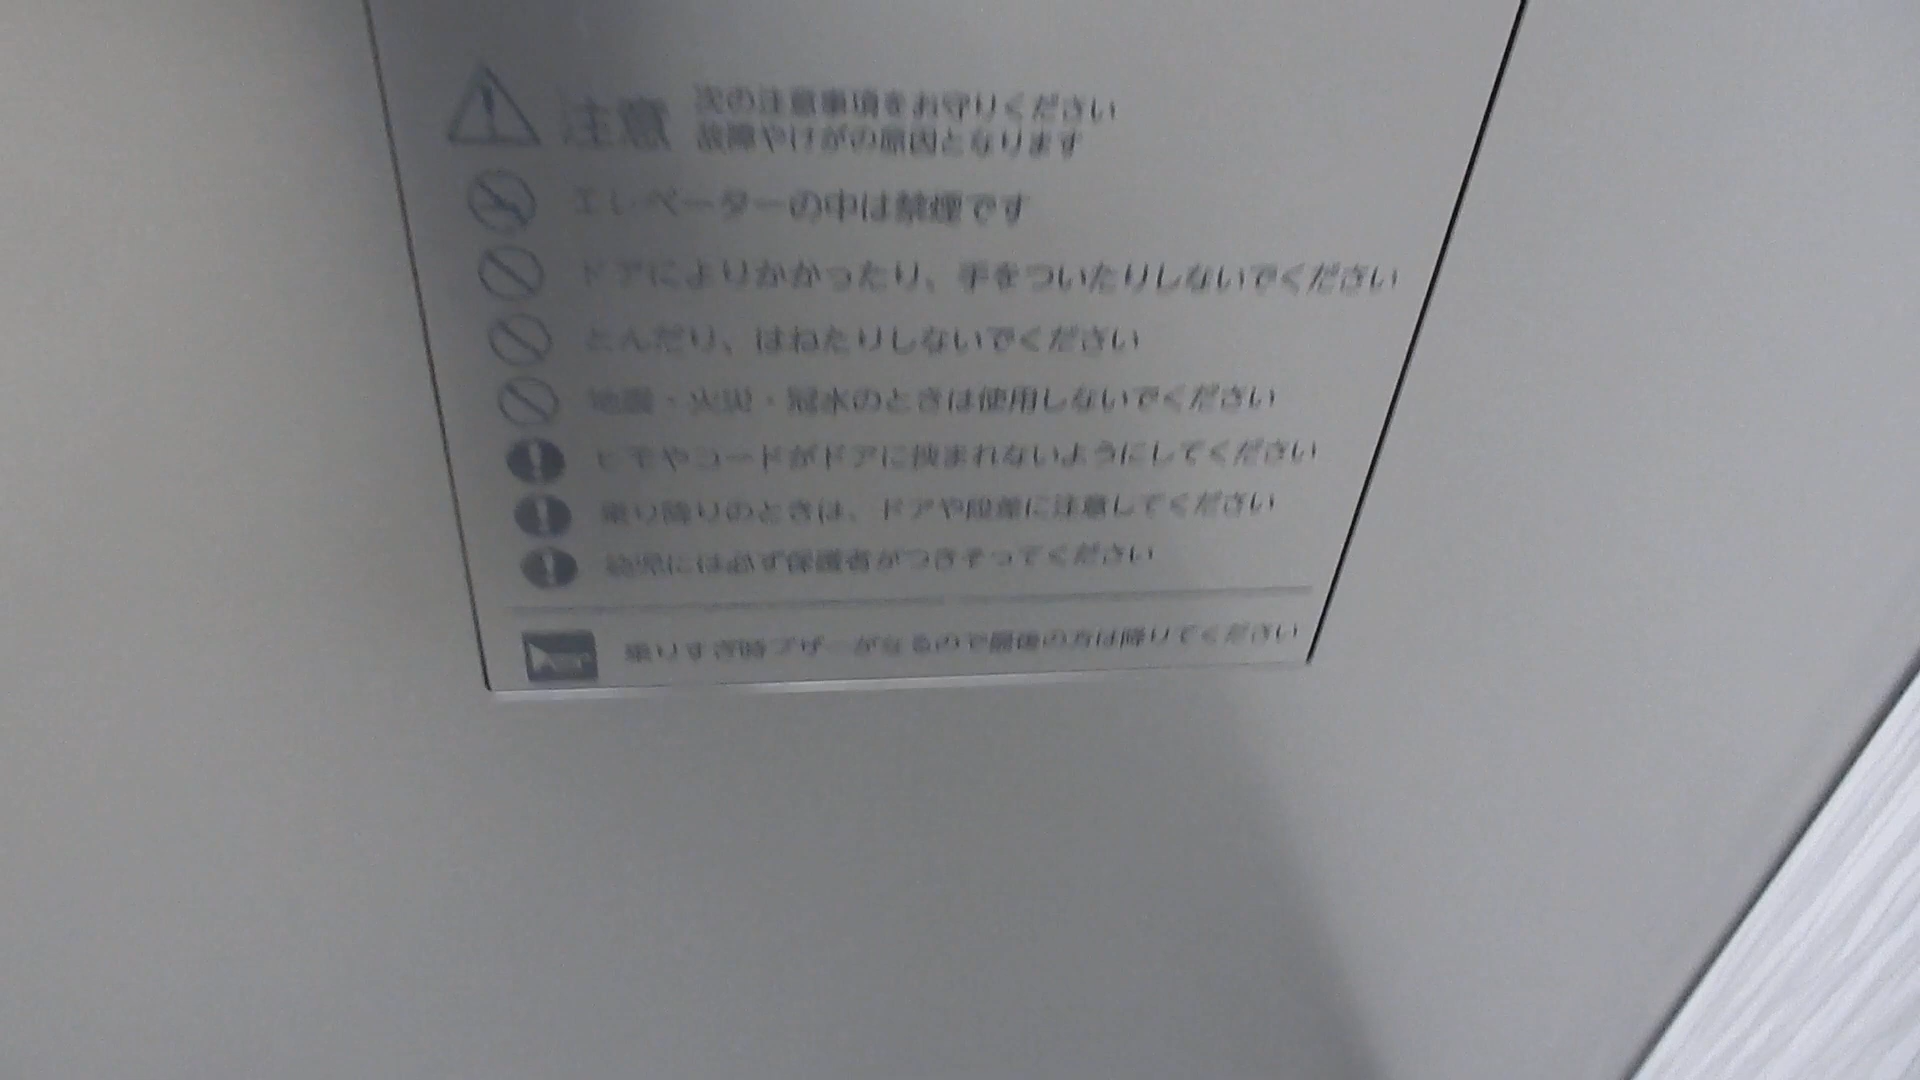 注意
次の注意事項をお守りください
故障やけがの原因となります
エレベーターの中は禁煙です
ドアによりかかったり、手をついたりしないでください
とんだり、はねたりしないでください
地震・火災・冠水のときは使用しないでください
ヒモやコードがドアに挟まれないようにしてください
乗り降りのときは、ドアや段差に注意してください
幼児には必ず保護者がつきそってください
乗りすぎ時ブザーがなるので最後の方は降りてください